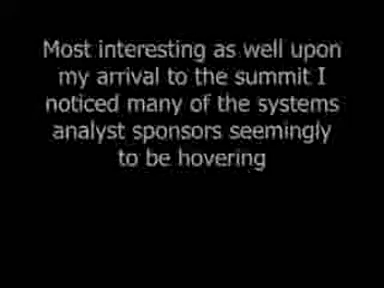 Most interesting as well upon
my arrival to the summit I
noticed many of the systems
analyst sponsors seemingly
to be hovering